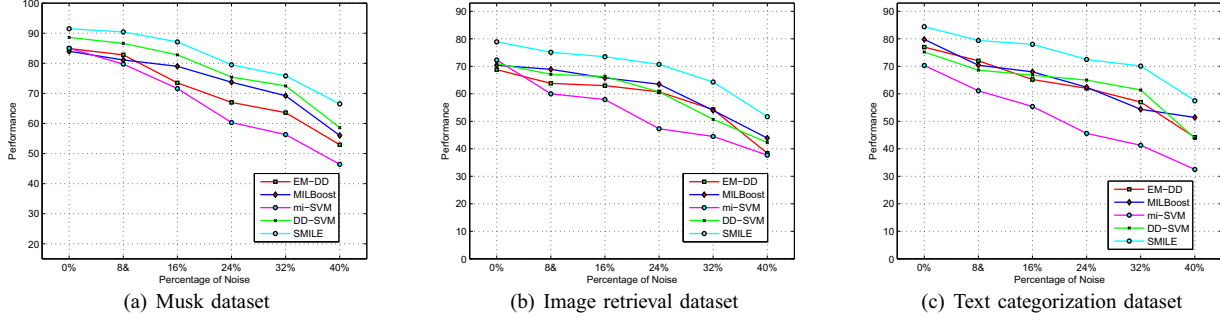 100
90
80
70
60
50
40
30
20
Performance
0% 8& 16% 24% 32% 40%
Percentage of Noise
EM−DD
MILBoost
mi−SVM
DD−SVM
SMILE
(a) Musk dataset
90
80
70
60
50
40
30
20
10
0
Performance
0% 8& 16% 24% 32% 40%
Percentage of Noise
EM−DD
MILBoost
mi−SVM
DD−SVM
SMILE
(b) Image retrieval dataset
90
80
70
60
50
40
30
20
10
0
Performance
0% 8& 16% 24% 32% 40%
Percentage of Noise
EM−DD
MILBoost
mi−SVM
DD−SVM
SMILE
(c) Text categorization dataset